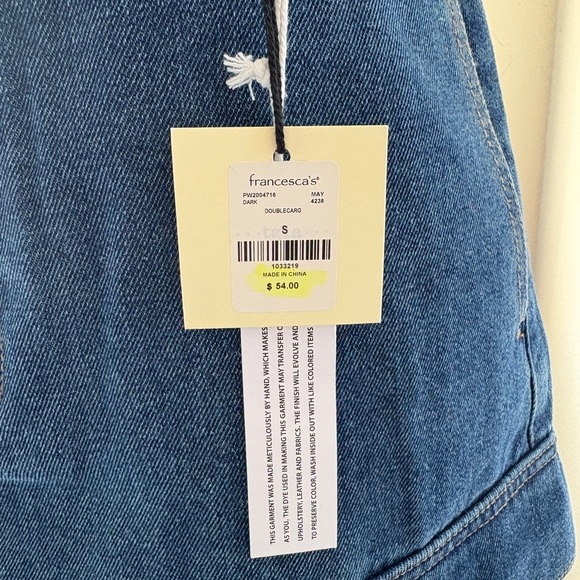 francesca's®
PW2004716 MAY
DARK 4238
DOUBLECARG
S
1033219
MADE IN CHINA
$ 54.00
THIS GARMENT WAS MADE METICULOUSLY BY HAND. WHICH MAKES
AS YOU. THE DYE USED IN MAKING THIS GARMENT MAY TRANSFER
UPHOLSTERY, LEATHER AND FABRICS. THE FINISH WILL EVOLVE AND
TO PRESERVE COLOR, WASH INSIDE OUT WITH LIKE COLORED ITEMS